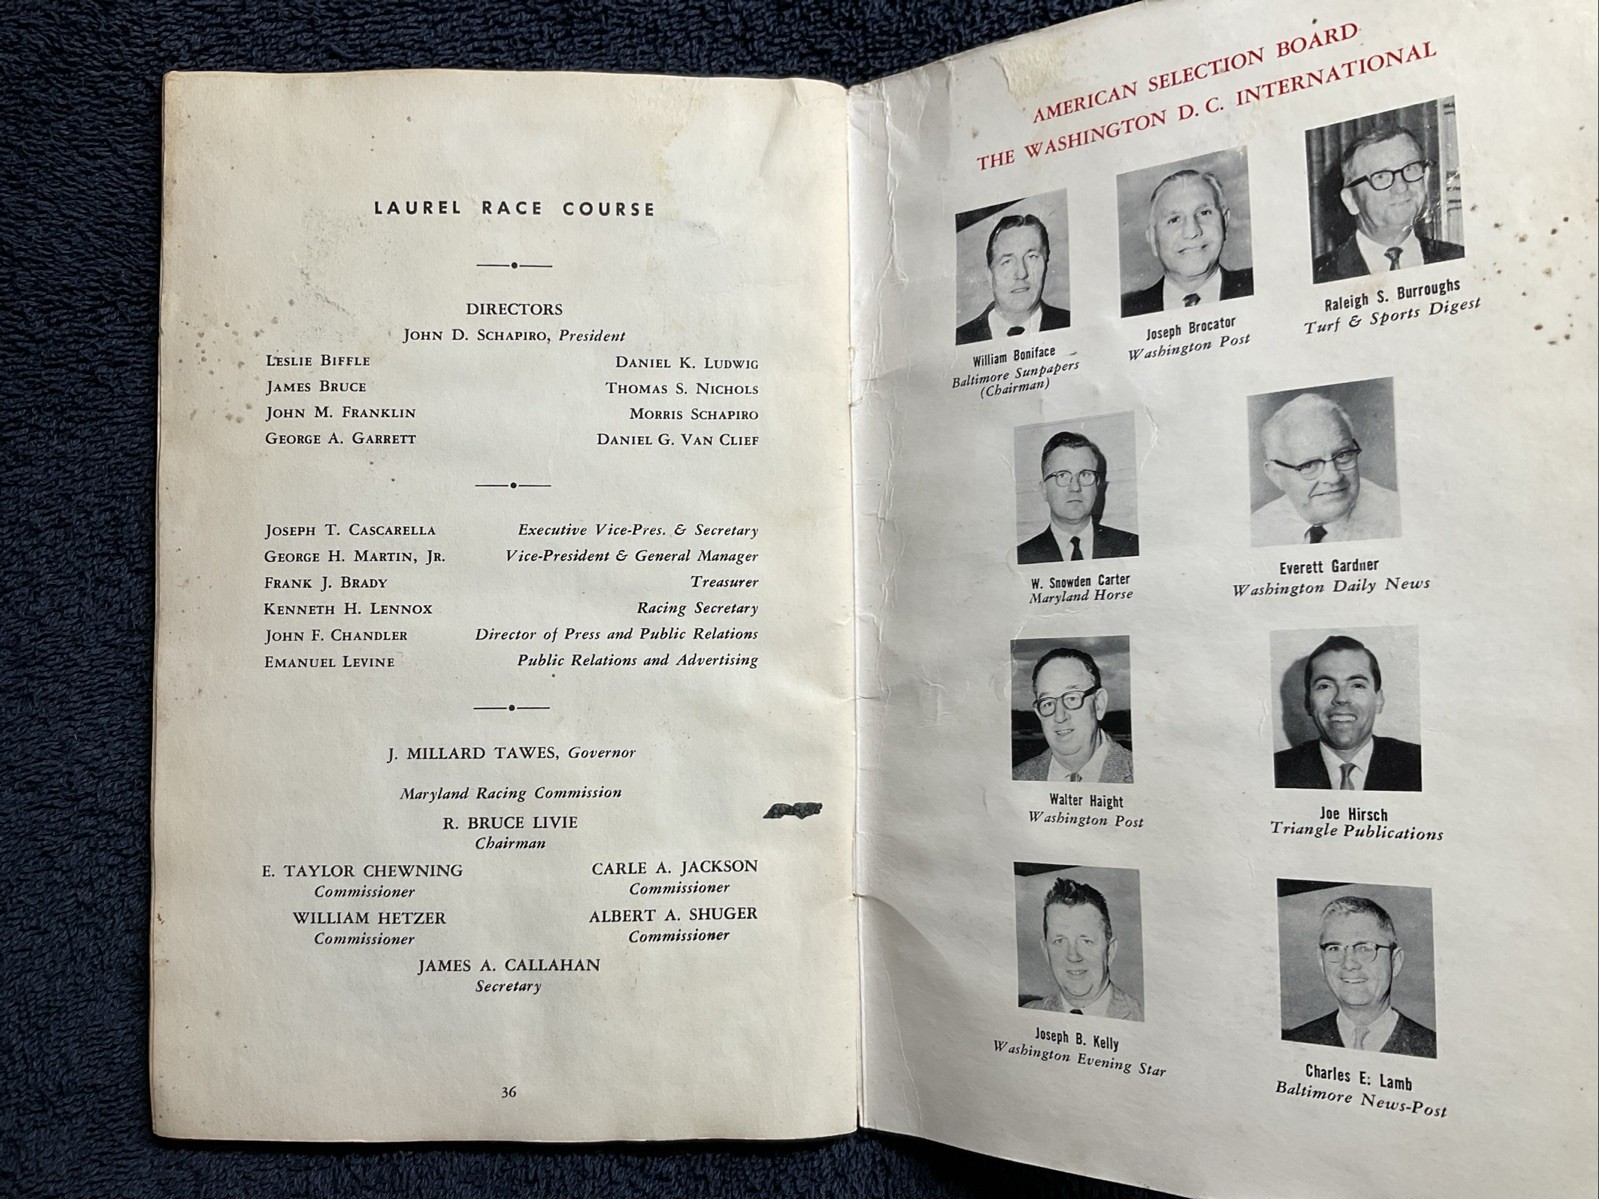 LAUREL RACE COURSE
DIRECTORS
JOHN D. SCHAPIRO, President
LESLIE BIFFLE DANIEL K. LUDWIG
JAMES BRUCE THOMAS S. NICHOLS
JOHN M. FRANKLIN MORRIS SCHAPIRO
GEORGE A. GARRETT DANIEL G. VAN CLIEF
JOSEPH T. CASCARELLA Executive Vice-Pres. & Secretary
GEORGE H. MARTIN, JR. Vice-President & General Manager
FRANK J. BRADY Treasurer
KENNETH H. LENNOX Racing Secretary
JOHN F. CHANDLER Director of Press and Public Relations
EMANUEL LEVINE Public Relations and Advertising
J. MILLARD TAWES, Governor
Maryland Racing Commission
R. BRUCE LIVIE
Chairman
E. TAYLOR CHEWNING CARLE A. JACKSON
Commissioner Commissioner
WILLIAM HETZER ALBERT A. SHUGER
Commissioner Commissioner
JAMES A. CALLAHAN
Secretary
36
AMERICAN SELECTION BOARD
THE WASHINGTON D. C. INTERNATIONAL
William Boniface
Baltimore Sunpapers
(Chairman)
Joseph Brocator
Washington Post
Raleigh S. Burroughs
Turf & Sports Digest
W. Snowden Carter
Maryland Horse
Everett Gardner
Washington Daily News
Walter Haight
Washington Post
Joe Hirsch
Triangle Publications
Joseph B. Kelly
Washington Evening Star
Charles E. Lamb
Baltimore News-Post